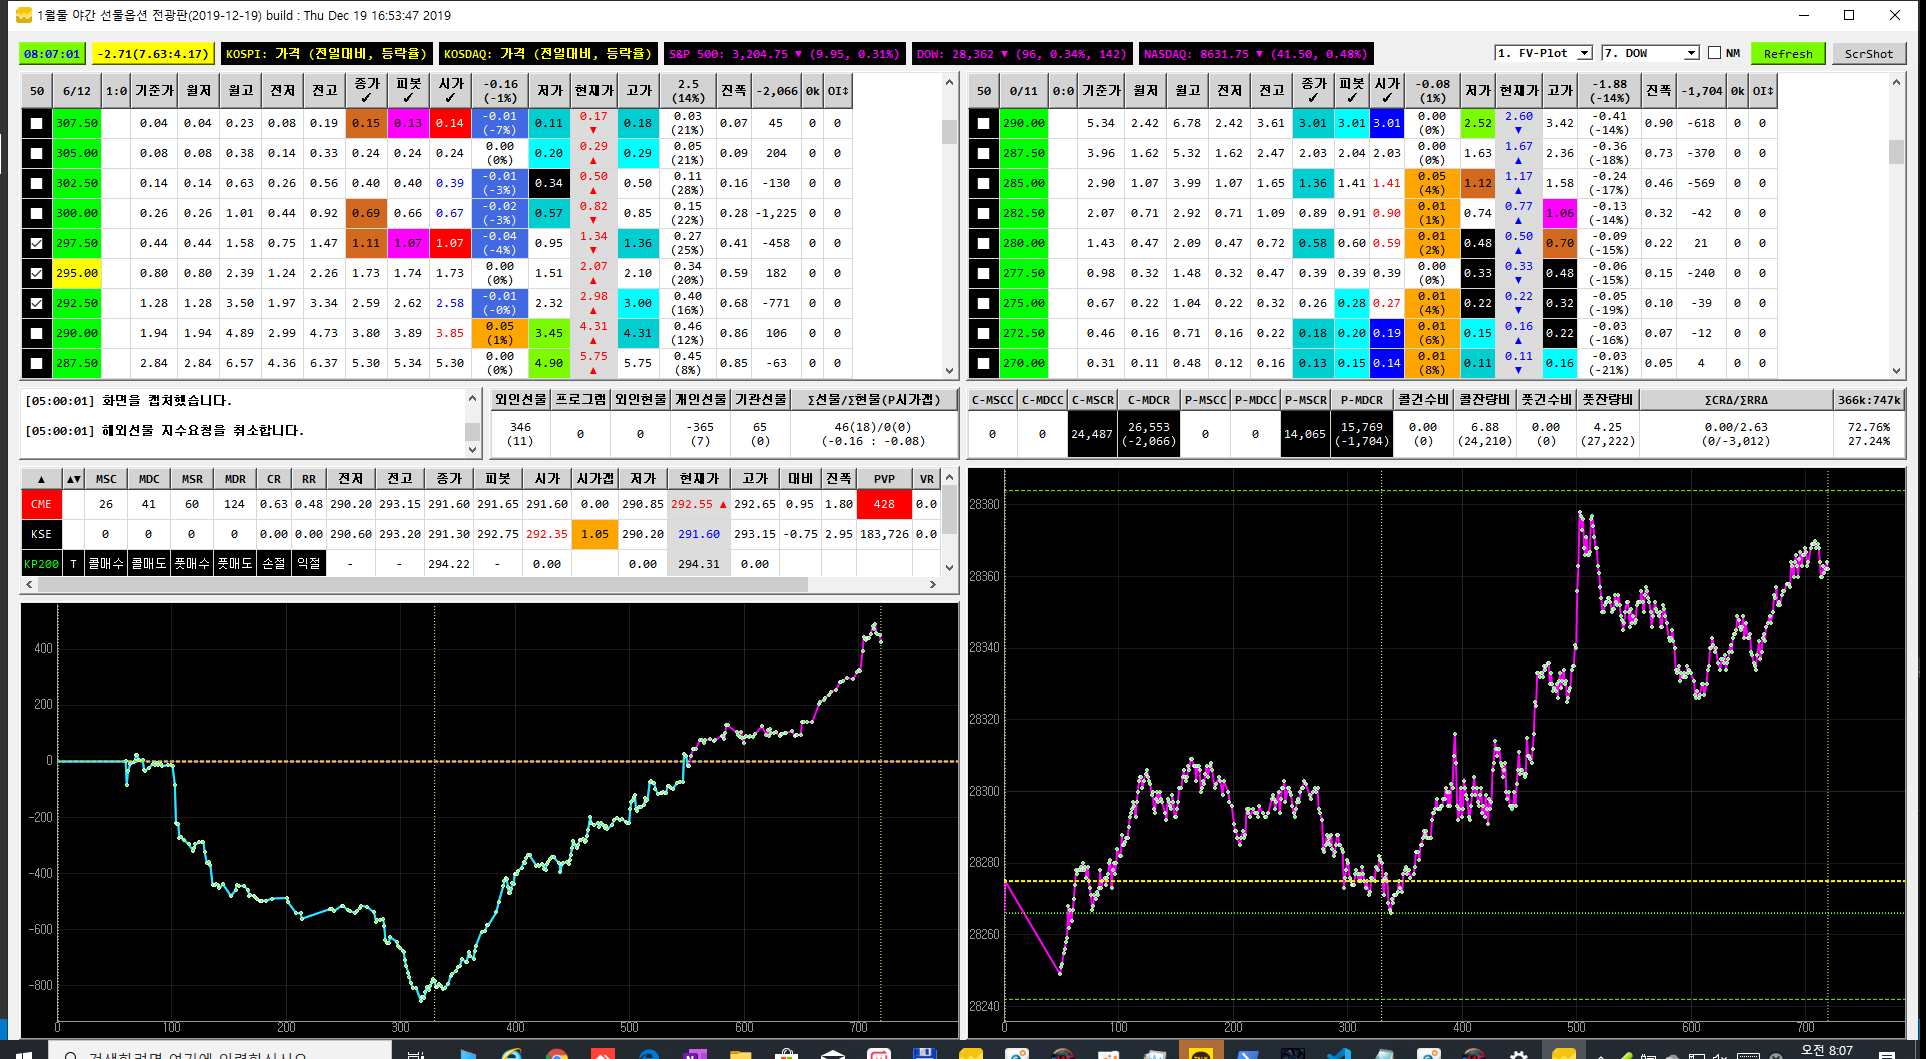 1월물 야간 선물옵션 전광판(2019-12-19) build : Thu Dec 19 16:53:47 2019
08:07:01 -2.71(7.63:4.17) KOSPI: 가격 (전일대비, 등락율) KOSDAQ: 가격 (전일대비, 등락율) S&P 500: 3,204.75 ▼ (9.95, 0.31%) DOW: 28,362 ▼ (96, 0.34%, 142) NASDAQ: 8631.75 ▼ (41.50, 0.48%) 1. FV-Plot 7. DOW NM Refresh ScrShot
50 6/12 1:0 기준가 월저 월고 전저 전고 종가✓ 피봇✓ 시가✓ -0.16 (-1%) 저가 현재가 고가 2.5 (14%) 진폭 -2,066 0k OI↕
307.50 0.04 0.04 0.23 0.08 0.19 0.15 0.13 0.14 -0.01 (-7%) 0.11 0.17 ▼ 0.18 0.03 (21%) 0.07 45 0 0
305.00 0.08 0.08 0.38 0.14 0.33 0.24 0.24 0.24 0.00 (0%) 0.20 0.29 ▲ 0.29 0.05 (21%) 0.09 204 0 0
302.50 0.14 0.14 0.63 0.26 0.56 0.40 0.40 0.39 -0.01 (-3%) 0.34 0.50 ▲ 0.50 0.11 (28%) 0.16 -130 0 0
300.00 0.26 0.26 1.01 0.44 0.92 0.69 0.66 0.67 -0.02 (-3%) 0.57 0.82 ▼ 0.85 0.15 (22%) 0.28 -1,225 0 0
297.50 0.44 0.44 1.58 0.75 1.47 1.11 1.07 1.07 -0.04 (-4%) 0.95 1.34 ▼ 1.36 0.27 (25%) 0.41 -458 0 0
295.00 0.80 0.80 2.39 1.24 2.26 1.73 1.74 1.73 0.00 (0%) 1.51 2.07 ▲ 2.10 0.34 (20%) 0.59 182 0 0
292.50 1.28 1.28 3.50 1.97 3.34 2.59 2.62 2.58 -0.01 (-0%) 2.32 2.98 ▲ 3.00 0.40 (16%) 0.68 -771 0 0
290.00 1.94 1.94 4.89 2.99 4.73 3.80 3.89 3.85 0.05 (1%) 3.45 4.31 ▲ 4.31 0.46 (12%) 0.86 106 0 0
287.50 2.84 2.84 6.57 4.36 6.37 5.30 5.34 5.30 0.00 (0%) 4.90 5.75 ▲ 5.75 0.45 (8%) 0.85 -63 0 0
50 0/11 0:0 기준가 월저 월고 전저 전고 종가✓ 피봇✓ 시가✓ -0.08 (1%) 저가 현재가 고가 -1.88 (-14%) 진폭 -1,704 0k OI↕
290.00 5.34 2.42 6.78 2.42 3.61 3.01 3.01 3.01 0.00 (0%) 2.52 2.60 ▼ 3.42 -0.41 (-14%) 0.90 -618 0 0
287.50 3.96 1.62 5.32 1.62 2.47 2.03 2.04 2.03 0.00 (0%) 1.63 1.67 ▲ 2.36 -0.36 (-18%) 0.73 -370 0 0
285.00 2.90 1.07 3.99 1.07 1.65 1.36 1.41 1.41 0.05 (4%) 1.12 1.17 ▲ 1.58 -0.24 (-17%) 0.46 -569 0 0
282.50 2.07 0.71 2.92 0.71 1.09 0.89 0.91 0.90 0.01 (1%) 0.74 0.77 ▲ 1.06 -0.13 (-14%) 0.32 -42 0 0
280.00 1.43 0.47 2.09 0.47 0.72 0.58 0.60 0.59 0.01 (2%) 0.48 0.50 ▲ 0.70 -0.09 (-15%) 0.22 21 0 0
277.50 0.98 0.32 1.48 0.32 0.47 0.39 0.39 0.39 0.00 (0%) 0.33 0.33 ▼ 0.48 -0.06 (-15%) 0.15 -240 0 0
275.00 0.67 0.22 1.04 0.22 0.32 0.26 0.28 0.27 0.01 (4%) 0.22 0.22 ▼ 0.32 -0.05 (-19%) 0.10 -39 0 0
272.50 0.46 0.16 0.71 0.16 0.22 0.18 0.20 0.19 0.01 (6%) 0.15 0.16 ▲ 0.22 -0.03 (-16%) 0.07 -12 0 0
270.00 0.31 0.11 0.48 0.12 0.16 0.13 0.15 0.14 0.01 (8%) 0.11 0.11 ▼ 0.16 -0.03 (-21%) 0.05 4 0 0
[05:00:01] 화면을 캡처했습니다.
[05:00:01] 해외선물 지수요청을 취소합니다.
외인선물 프로그램 외인현물 개인선물 기관선물 Σ선물/Σ현물(P시가갭)
346 (11) 0 0 -365 (7) 65 (0) 46(18)/0(0) (-0.16 : -0.08)
C-MSCC C-MDCC C-MSCR C-MDCR P-MSCC P-MDCC P-MSCR P-MDCR 콜건수비 콜잔량비 풋건수비 풋잔량비 ΣCRΔ/ΣRRΔ 366k:747k
0 0 24,487 26,553 (-2,066) 0 0 14,065 15,769 (-1,704) 0.00 (0) 6.88 (24,210) 0.00 (0) 4.25 (27,222) 0.00/2.63 (0/-3,012) 72.76% 27.24%
▲ ▲▼ MSC MDC MSR MDR CR RR 전저 전고 종가 피봇 시가 시가갭 저가 현재가 고가 대비 진폭 PVP VR
CME 26 41 60 124 0.63 0.48 290.20 293.15 291.60 291.65 291.60 0.00 290.85 292.55 ▲ 292.65 0.95 1.80 428 0.0
KSE 0 0 0 0 0.00 0.00 290.60 293.20 291.30 292.75 292.35 1.05 290.20 291.60 293.15 -0.75 2.95 183,726 0.0
KP200 T 콜매수 콜매도 풋매수 풋매도 손절 익절 - - 294.22 - 0.00 0.00 294.31 0.00
400
200
0
-200
-400
-600
-800
0 100 200 300 400 500 600 700
28380
28360
28340
28320
28300
28280
28260
28240
0 100 200 300 400 500 600 700
오전 8:07